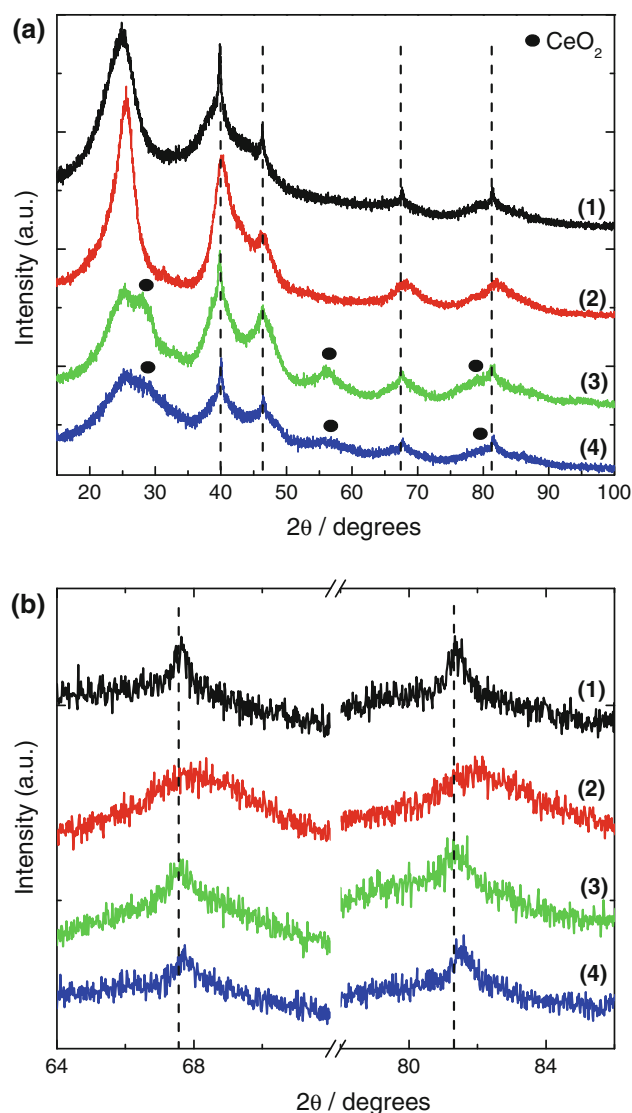 (a)
● CeO₂
Intensity (a.u.)
(1)
(2)
(3)
(4)
20 30 40 50 60 70 80 90 100
2θ / degrees
(b)
Intensity (a.u.)
(1)
(2)
(3)
(4)
64 68 80 84
2θ / degrees